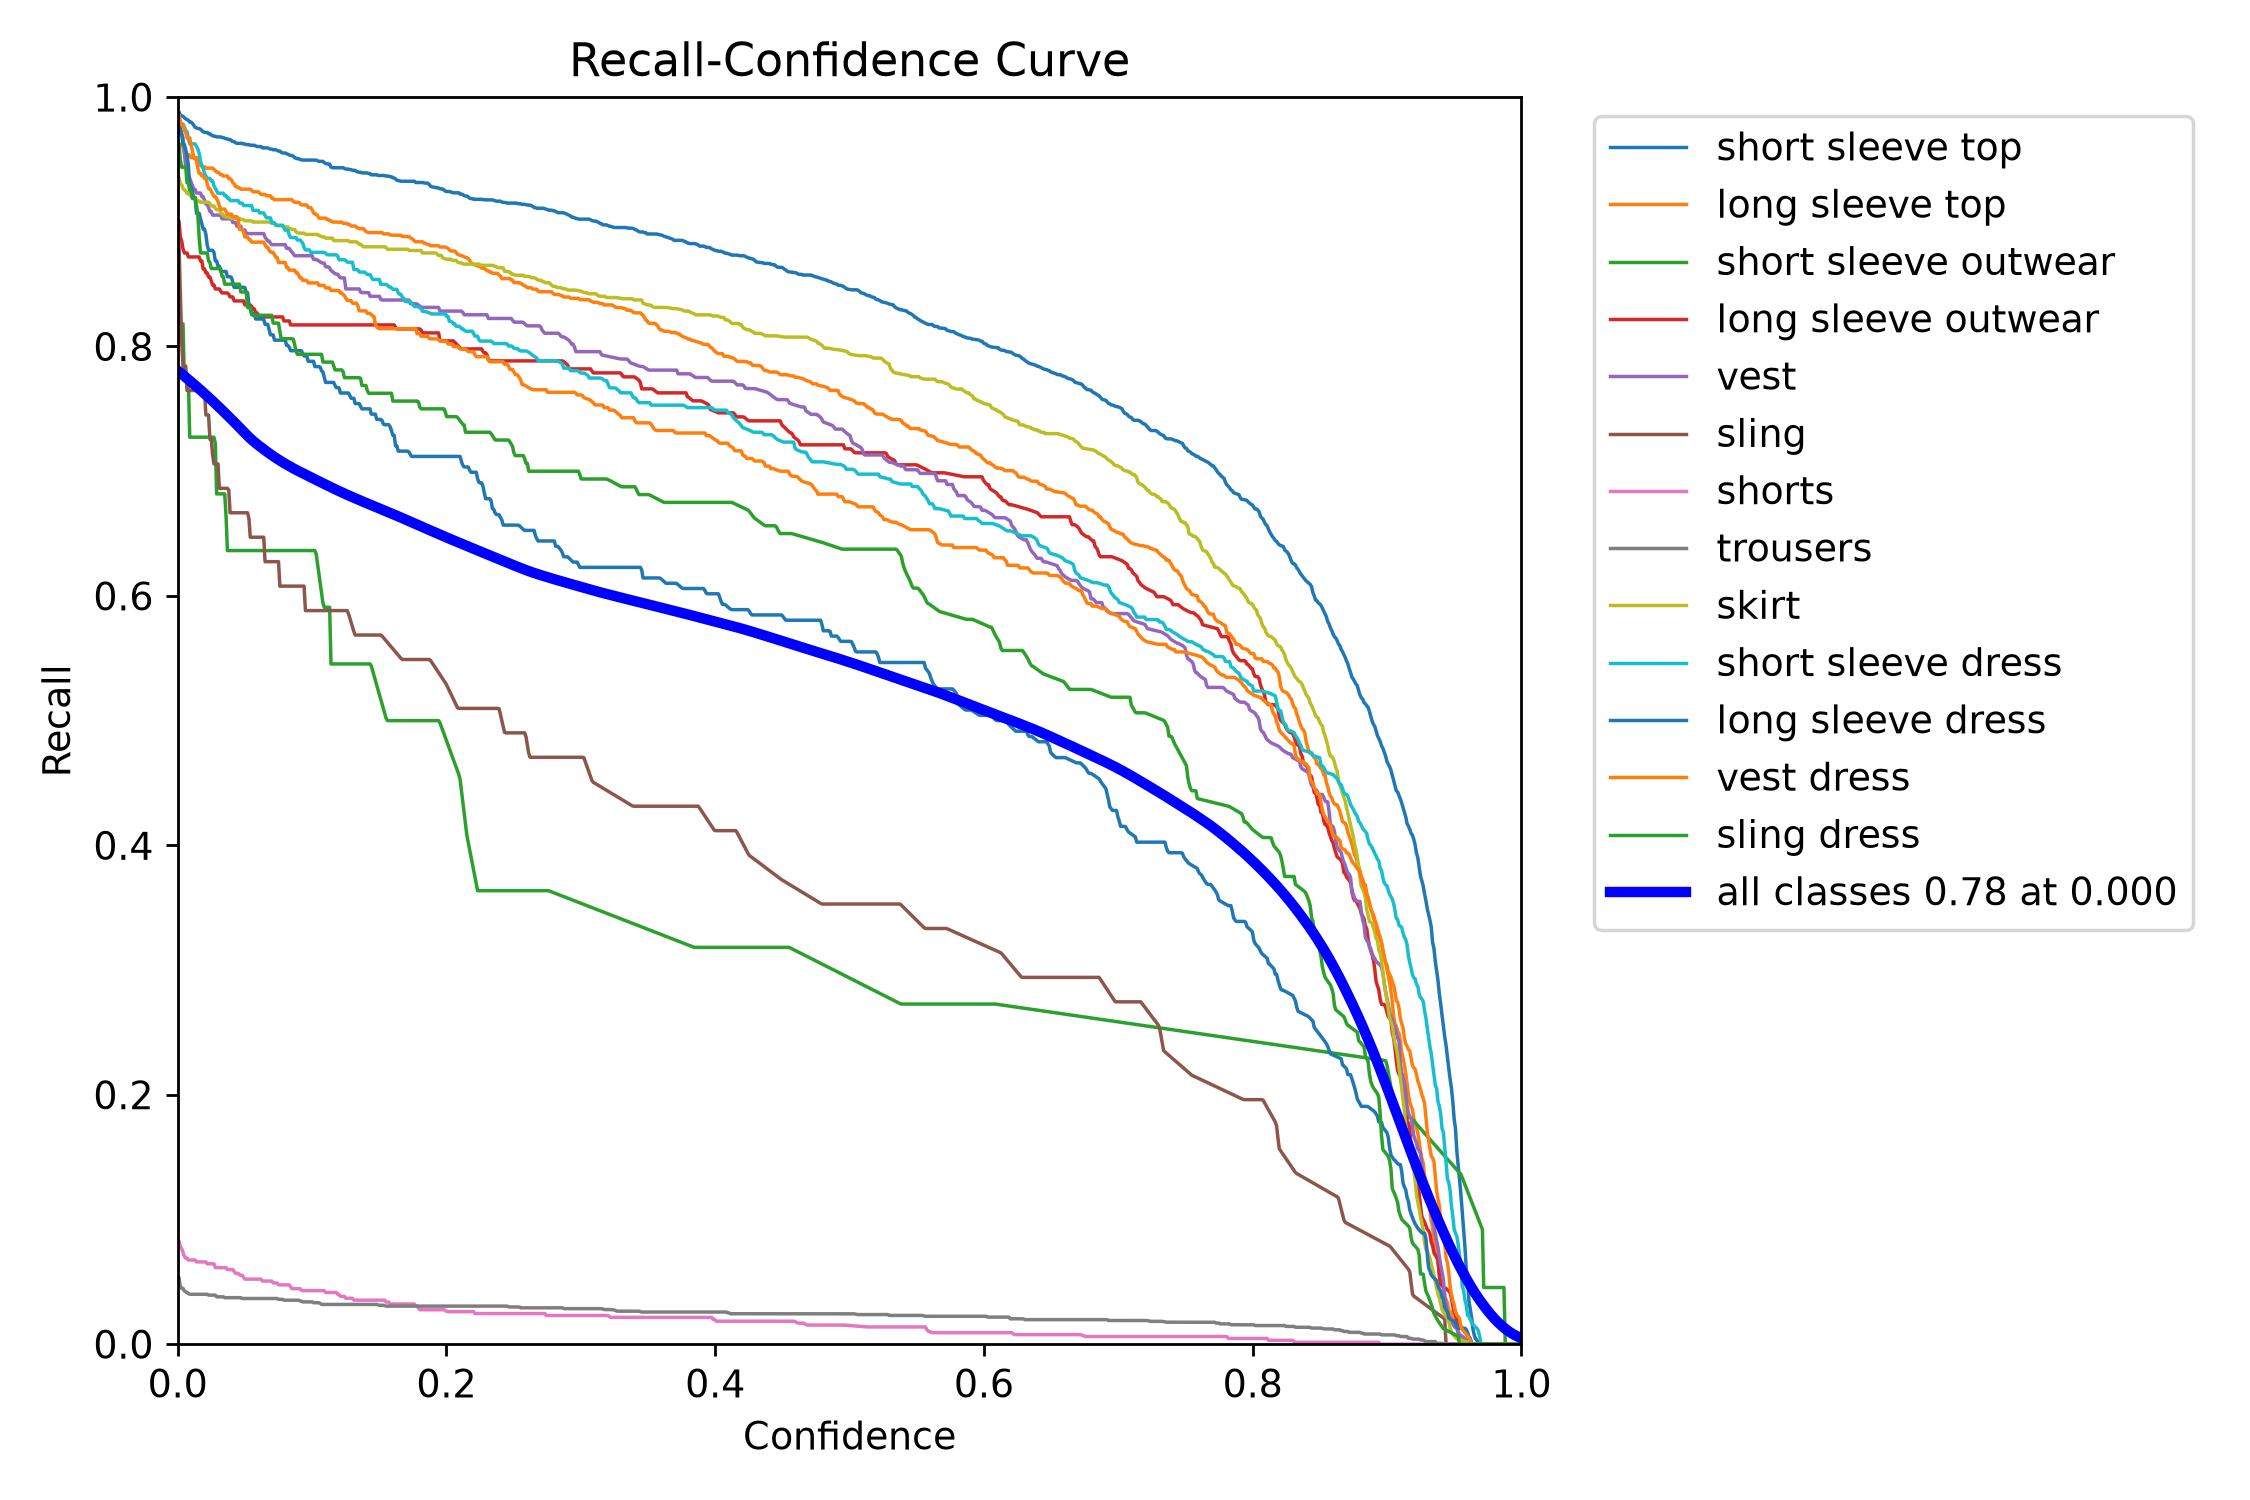 Recall-Confidence Curve
1.0
0.8
0.6
0.4
0.2
0.0
Recall
0.0 0.2 0.4 0.6 0.8 1.0
Confidence
short sleeve top
long sleeve top
short sleeve outwear
long sleeve outwear
vest
sling
shorts
trousers
skirt
short sleeve dress
long sleeve dress
vest dress
sling dress
all classes 0.78 at 0.000